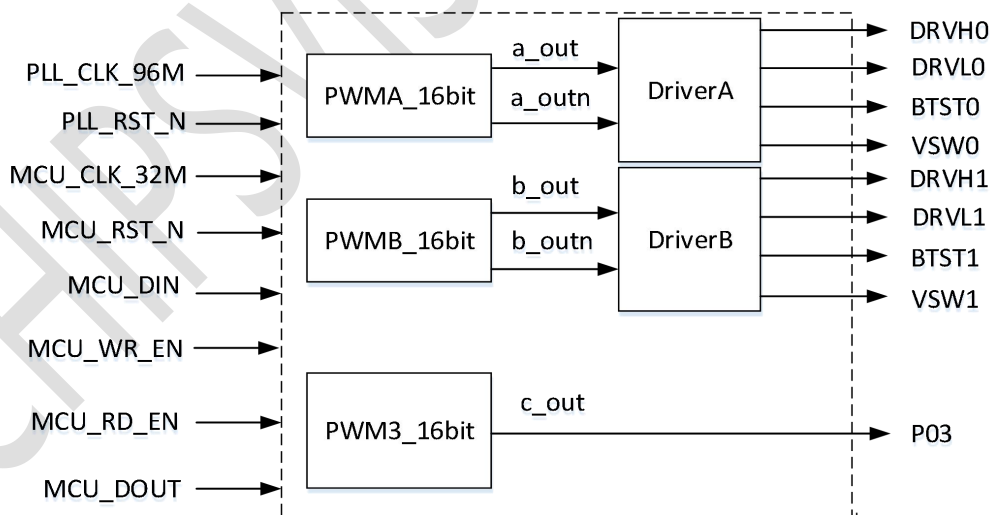 PLL_CLK_96M
PLL_RST_N
MCU_CLK_32M
MCU_RST_N
MCU_DIN
MCU_WR_EN
MCU_RD_EN
MCU_DOUT
PWMA_16bit
a_out
a_outn
DriverA
PWMB_16bit
b_out
b_outn
DriverB
PWM3_16bit
c_out
DRVH0
DRVL0
BTST0
VSW0
DRVH1
DRVL1
BTST1
VSW1
P03
CHIPSVIS